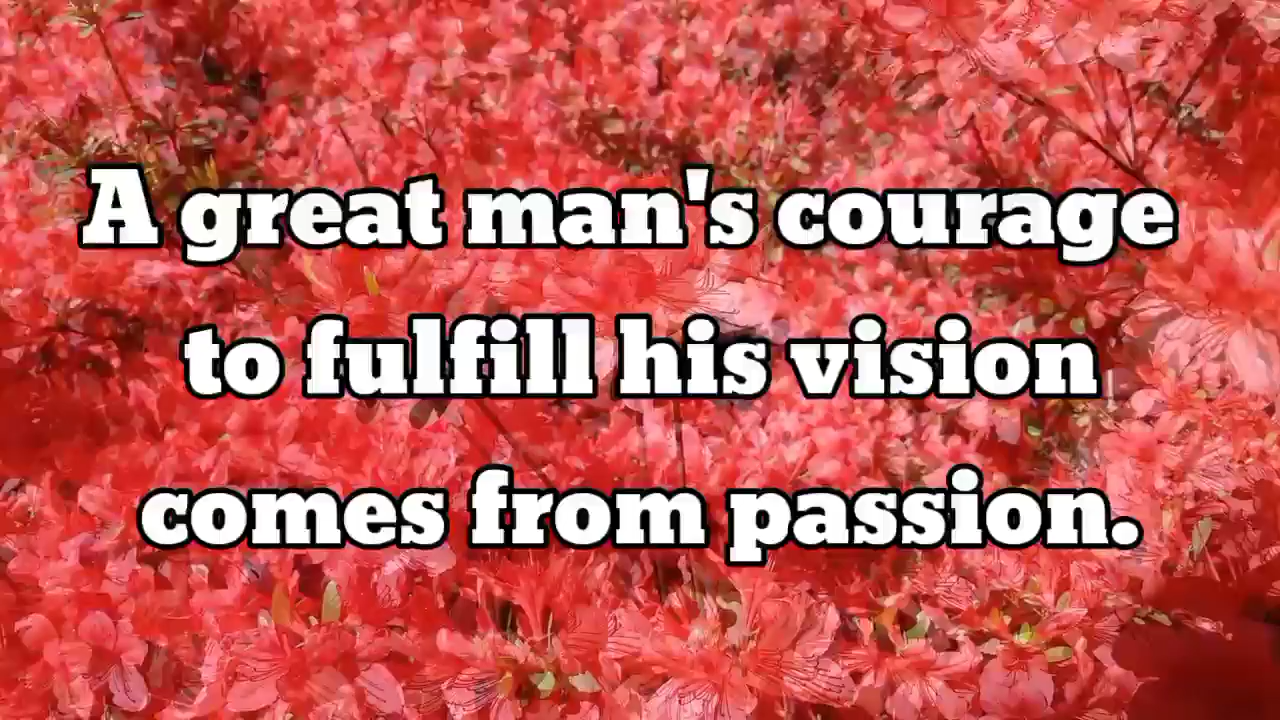 A great man's courage
to fulfill his vision
comes from passion.